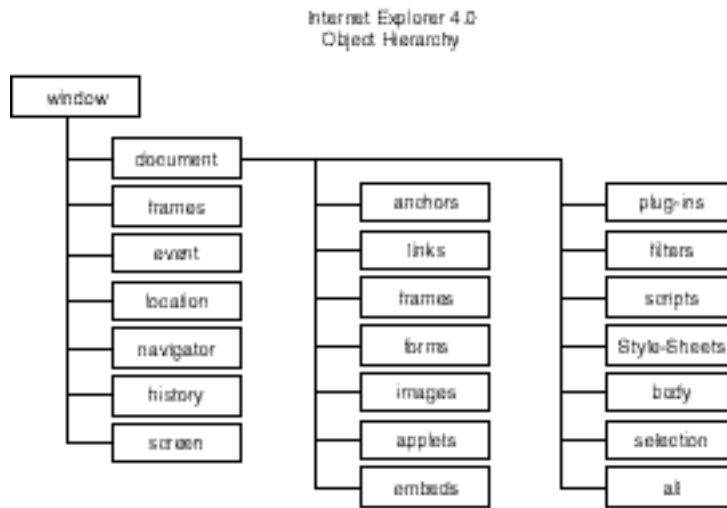 Internet Explorer 4.0
Object Hierarchy
window
document
frames
event
location
navigator
history
screen
anchors
links
frames
forms
images
applets
embeds
plug-ins
filters
scripts
Style-Sheets
body
selection
all